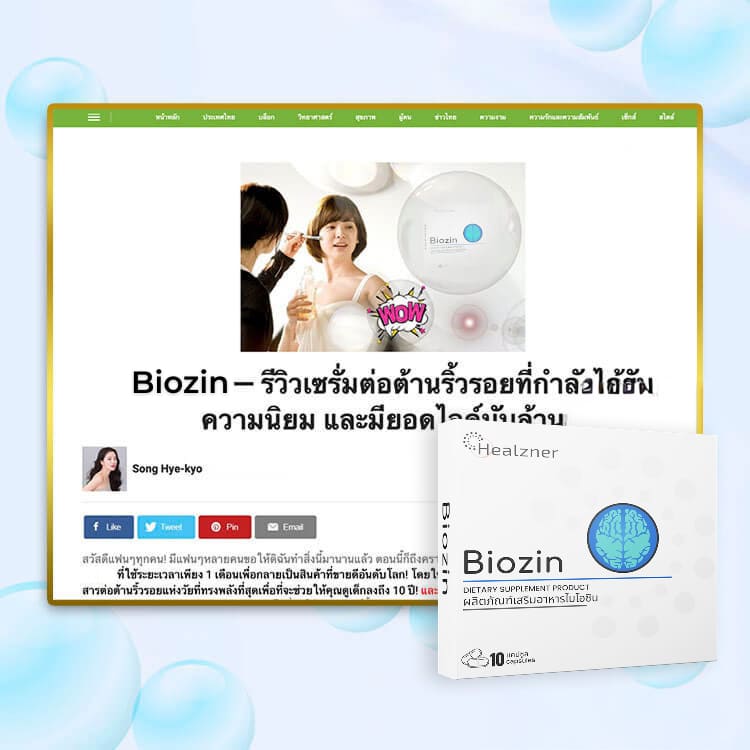 หน้าหลัก ประเทศไทย บล็อก วิทยาศาสตร์ สุขภาพ ผู้คน ข่าวไทย ความงาม ความรักและความสัมพันธ์ เซ็กส์ สไตล์
Biozin
WOW
Biozin – รีวิวเซรั่มต่อต้านริ้วรอยที่กำลังได้รับ
ความนิยม และมียอดไลค์นับล้าน
Song Hye-kyo
Like Tweet Pin Email
สวัสดีแฟนๆทุกคน! มีแฟนๆหลายคนขอให้ดิฉันทำสิ่งนี้มานานแล้ว ตอนนี้ก็ถึง
ที่ใช้ระยะเวลาเพียง 1 เดือนเพื่อกลายเป็นสินค้าที่ขายดีอันดับโลก!
สารต่อต้านริ้วรอยแห่งวัยที่ทรงพลังที่สุดเพื่อที่จะช่วยให้คุณดูเด็กลงถึง 10 ปี!
Healzner
Biozin
Biozin
DIETARY SUPPLEMENT PRODUCT
ผลิตภัณฑ์เสริมอาหารไบโอซิน
10 แคปซูล
capsules